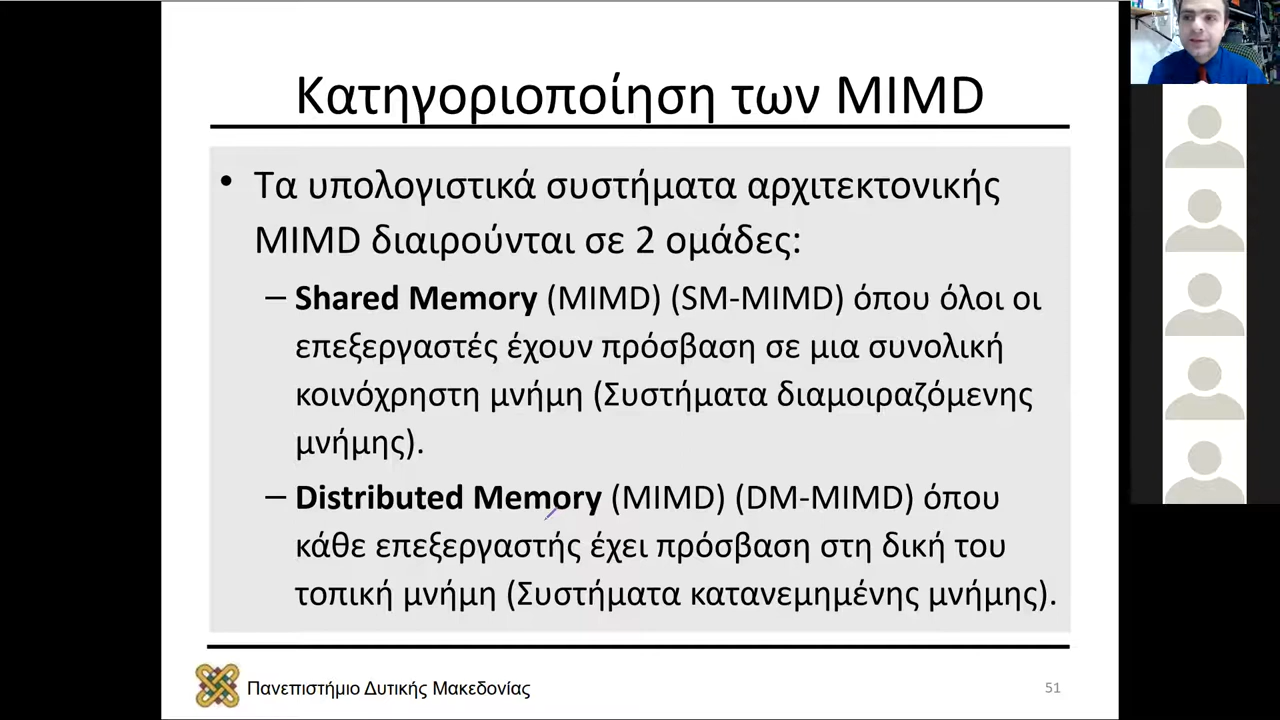 Κατηγοριοποίηση των MIMD
• Τα υπολογιστικά συστήματα αρχιτεκτονικής
MIMD διαιρούνται σε 2 ομάδες:
– Shared Memory (MIMD) (SM-MIMD) όπου όλοι οι
επεξεργαστές έχουν πρόσβαση σε μια συνολική
κοινόχρηστη μνήμη (Συστήματα διαμοιραζόμενης
μνήμης).
– Distributed Memory (MIMD) (DM-MIMD) όπου
κάθε επεξεργαστής έχει πρόσβαση στη δική του
τοπική μνήμη (Συστήματα κατανεμημένης μνήμης).
Πανεπιστήμιο Δυτικής Μακεδονίας
51